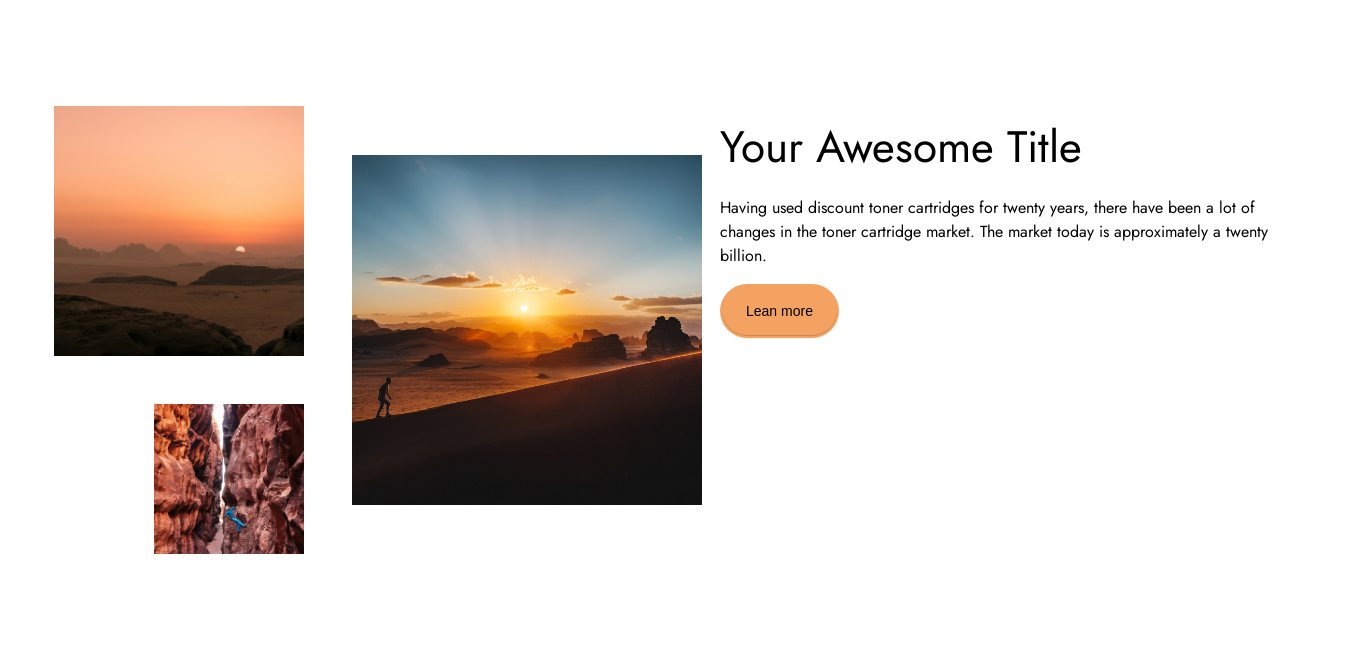 Your Awesome Title
Having used discount toner cartridges for twenty years, there have been a lot of
changes in the toner cartridge market. The market today is approximately a twenty
billion.
Lean more